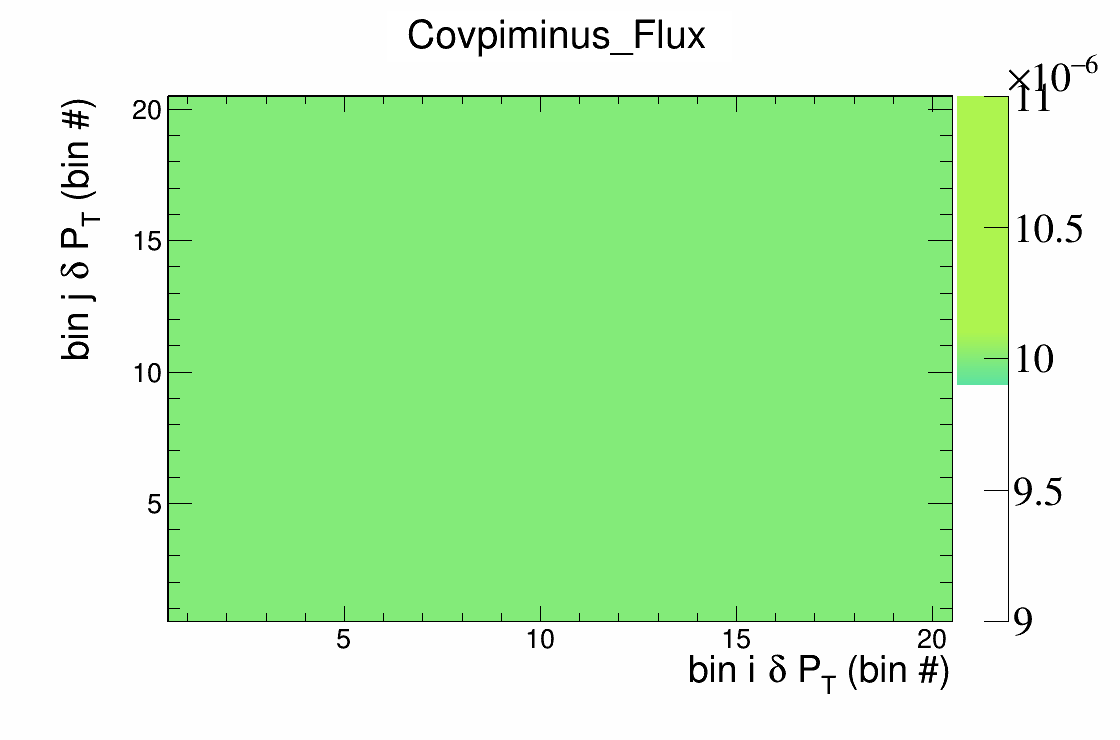 Covpiminus_Flux
×10⁻⁶
11
10.5
10
9.5
9
20
15
10
5
bin j δ P_T (bin #)
5 10 15 20
bin i δ P_T (bin #)